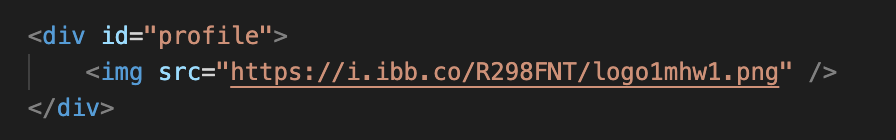 <div id="profile">
<img src="https://i.ibb.co/R298FNT/logo1mhw1.png" />
</div>